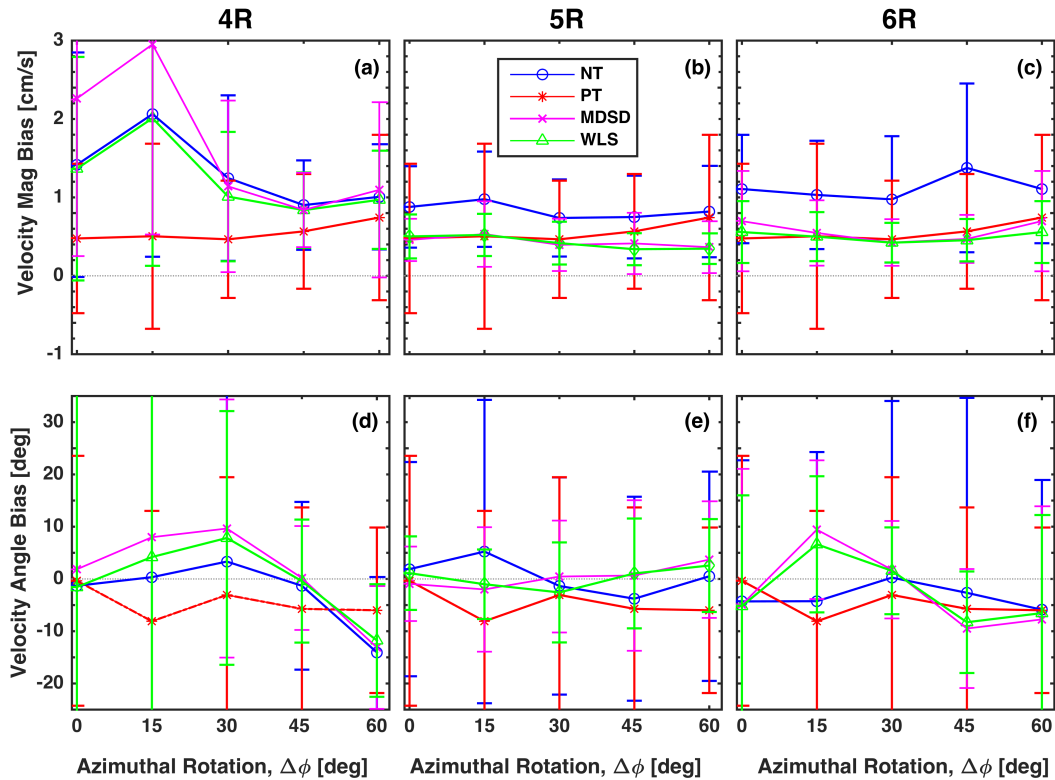 4R 5R 6R
Velocity Mag Bias [cm/s]
3
2
1
0
-1
(a)
(b)
(c)
NT
PT
MDSD
WLS
Velocity Angle Bias [deg]
30
20
10
0
-10
-20
(d)
(e)
(f)
0 15 30 45 60
0 15 30 45 60
0 15 30 45 60
Azimuthal Rotation, Δϕ [deg]
Azimuthal Rotation, Δϕ [deg]
Azimuthal Rotation, Δϕ [deg]